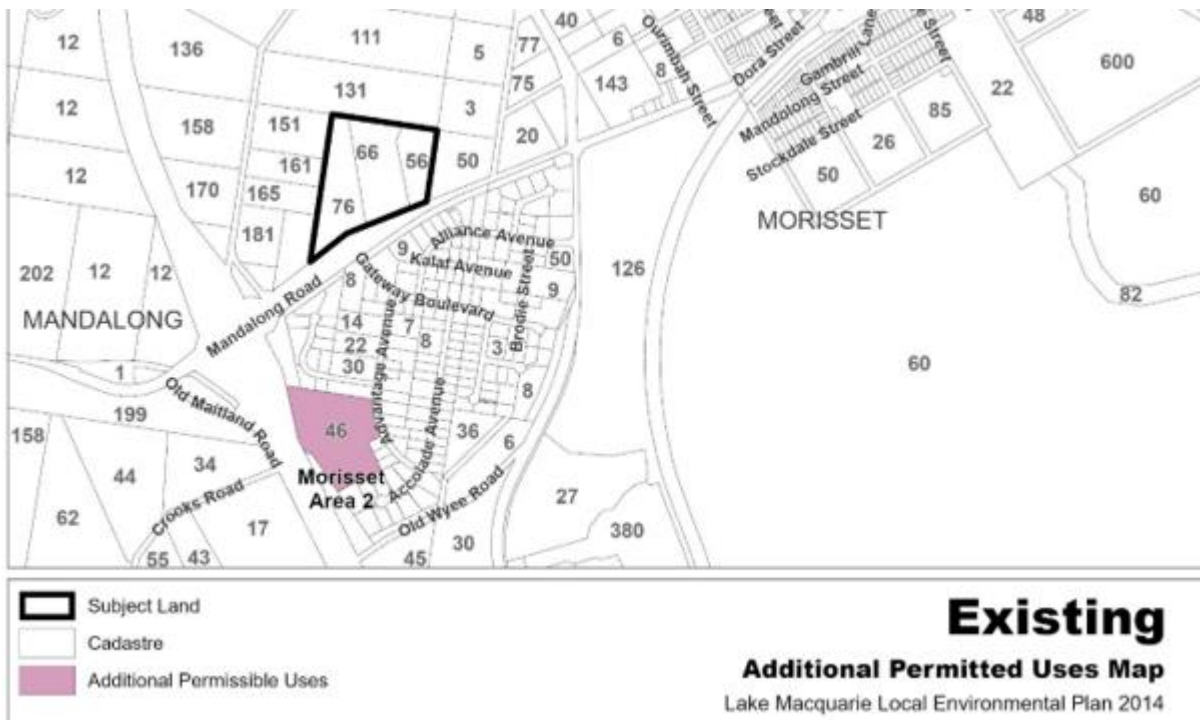 40
12
136
111
5
77
6
Ourimbah Street
Dora Street
Gambrill Lane
Street
48
600
75
143
8
131
3
Mandolong Street
22
12
158
151
66
56
20
85
161
50
Stockdale Street
26
12
170
165
76
50
60
181
MORISSET
Alliance Avenue
9
Kalaf Avenue
50
202
12
12
8
Gateway Boulevard
Brodie Street
9
126
82
MANDALONG
Mandalong Road
14
7
8
22
3
30
Advantage Avenue
60
1
Old Maitland Road
8
199
46
Accolade Avenue
36
6
158
34
44
Morisset
Area 2
Old Wyee Road
Crooks Road
27
62
17
380
55
43
45
30
Subject Land
Cadastre
Additional Permissible Uses
Existing
Additional Permitted Uses Map
Lake Macquarie Local Environmental Plan 2014